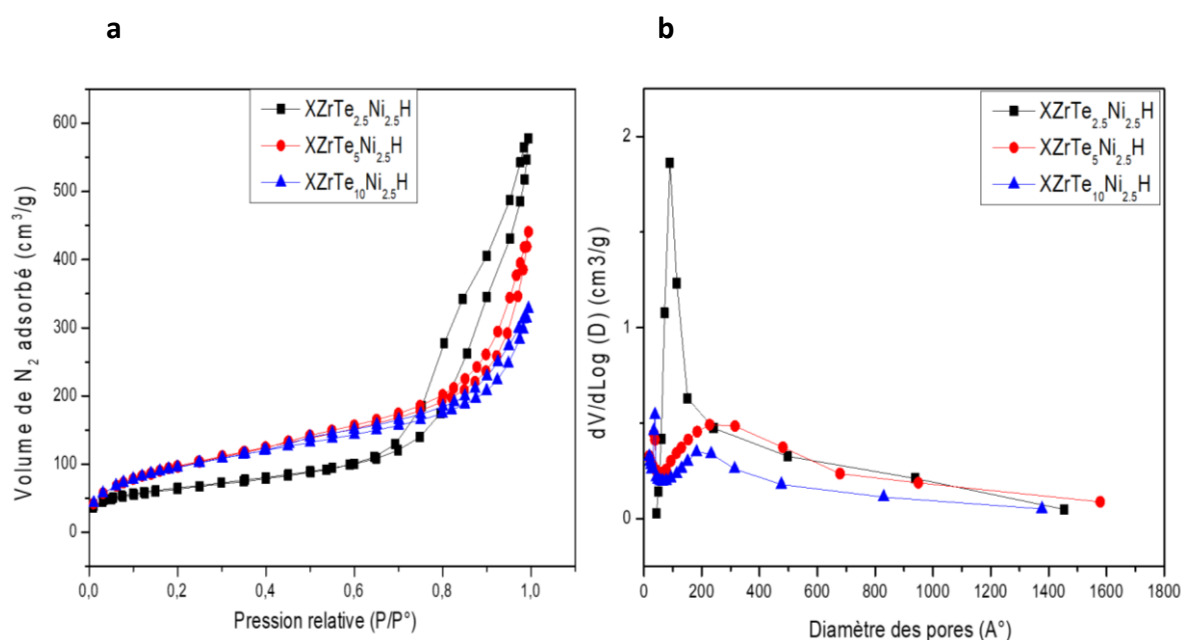 a
b
XZrTe₂.₅Ni₂.₅H
XZrTe₅Ni₂.₅H
XZrTe₁₀Ni₂.₅H
600
500
400
300
200
100
0
Volume de N₂ adsorbé (cm³/g)
0,0 0,2 0,4 0,6 0,8 1,0
Pression relative (P/P°)
XZrTe₂.₅Ni₂.₅H
XZrTe₅Ni₂.₅H
XZrTe₁₀Ni₂.₅H
2
1
0
dV/dLog (D) (cm3/g)
0 200 400 600 800 1000 1200 1400 1600 1800
Diamètre des pores (A°)